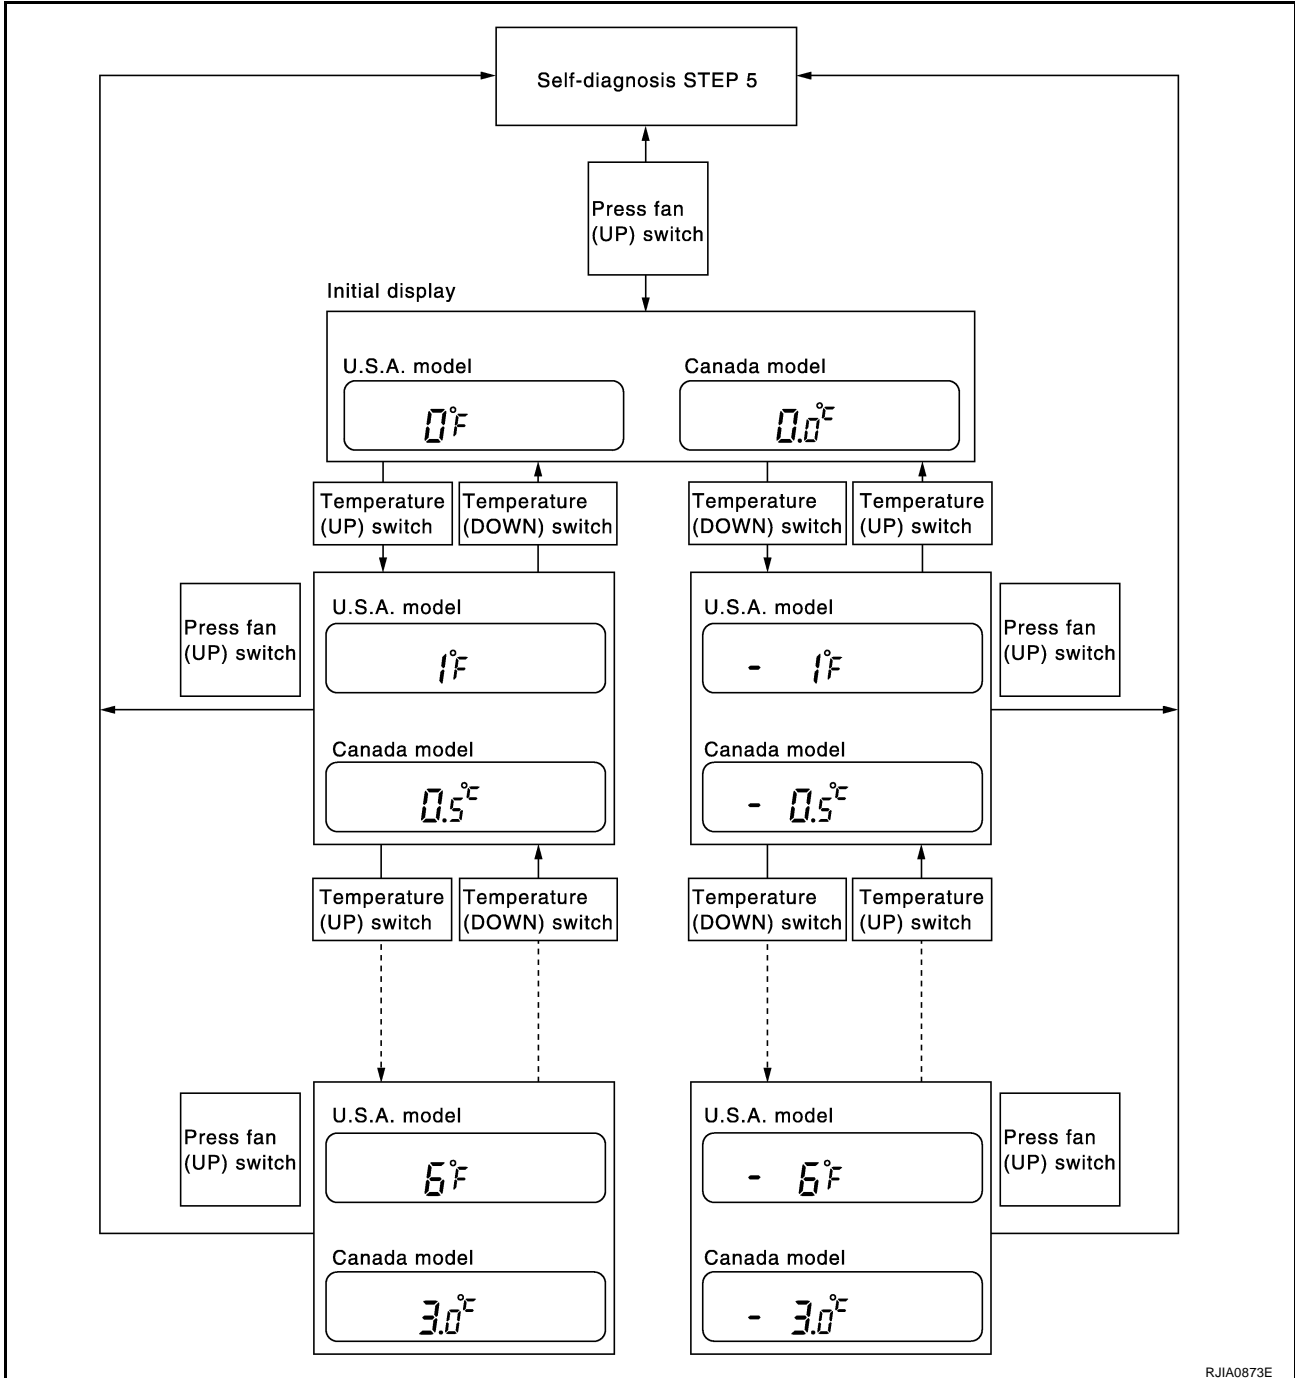 Self-diagnosis STEP 5
Press fan
(UP) switch
Initial display
U.S.A. model
Canada model
0°F
0.0°C
Temperature
(UP) switch
Temperature
(DOWN) switch
Temperature
(DOWN) switch
Temperature
(UP) switch
Press fan
(UP) switch
U.S.A. model
1°F
Canada model
0.5°C
U.S.A. model
- 1°F
Canada model
- 0.5°C
Press fan
(UP) switch
Temperature
(UP) switch
Temperature
(DOWN) switch
Temperature
(DOWN) switch
Temperature
(UP) switch
Press fan
(UP) switch
U.S.A. model
6°F
Canada model
3.0°C
U.S.A. model
- 6°F
Canada model
- 3.0°C
Press fan
(UP) switch
RJIA0873E